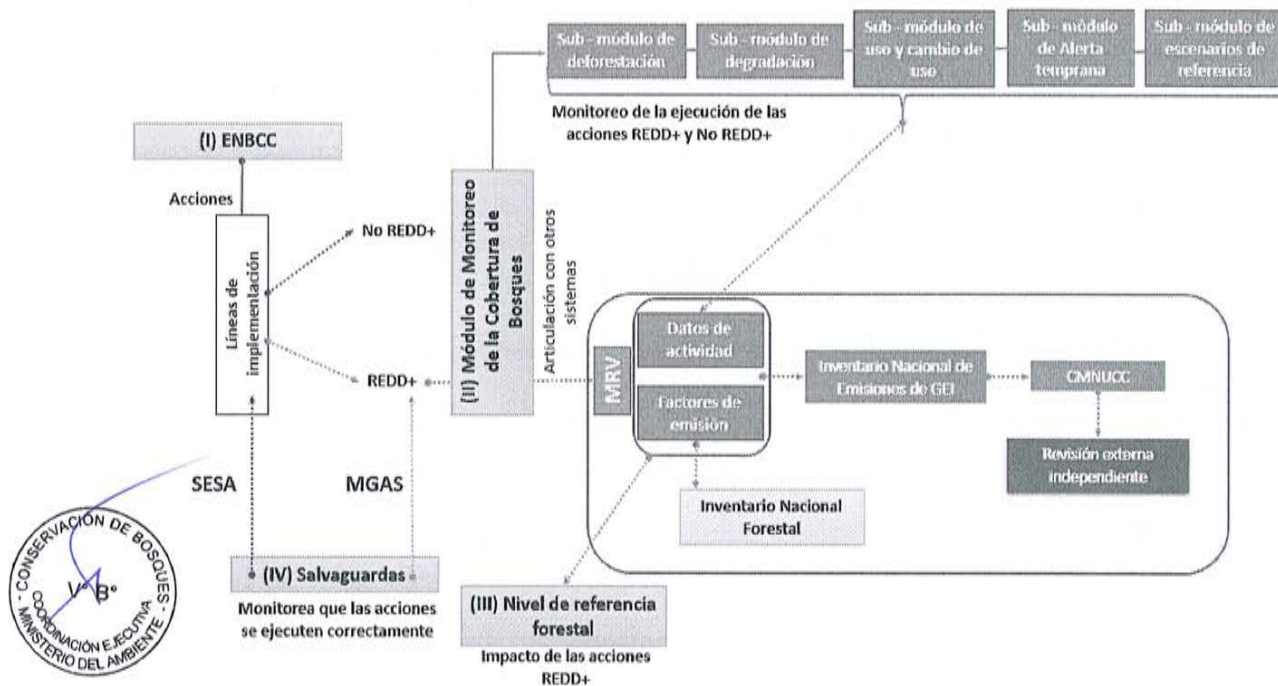 Sub - módulo de
deforestación
Sub - módulo de
degradación
Sub - módulo de
uso y cambio de
uso
Sub - módulo
de Alerta
temprana
Sub - módulo de
escenarios de
referencia
Monitoreo de la ejecución de las
acciones REDD+ y No REDD+
(I) ENBCC
Acciones
Líneas de
implementación
No REDD+
REDD+
(II) Módulo de Monitoreo
de la Cobertura de
Bosques
Articulación con otros
sistemas
MRV
Datos de
actividad
Factores de
emisión
Inventario Nacional de
Emisiones de GEI
CMNUCC
Revisión externa
independiente
Inventario Nacional
Forestal
SESA
MGAS
(IV) Salvaguardas
Monitorea que las acciones
se ejecuten correctamente
(III) Nivel de referencia
forestal
Impacto de las acciones
REDD+
CONSERVACIÓN DE BOSQUES
V° B°
COORDINACIÓN EJECUTIVA
MINISTERIO DEL AMBIENTE